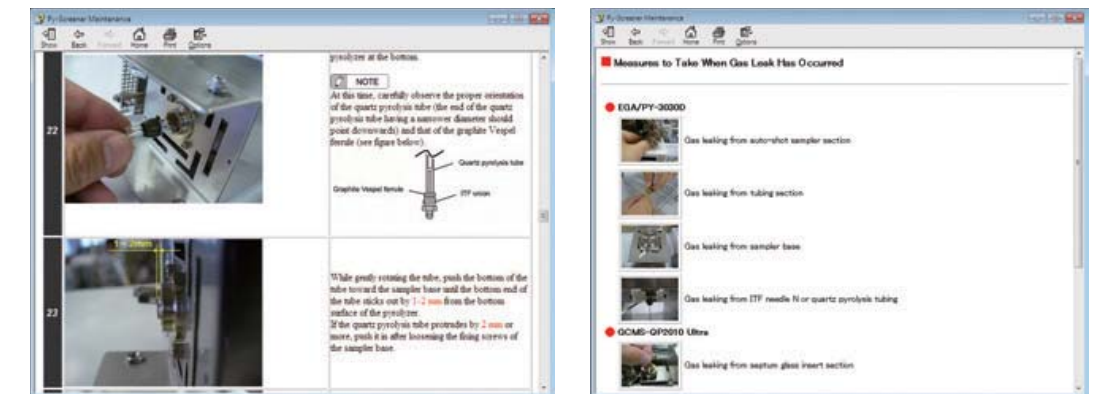 Py-Screener Maintenance
Show Back Forward Home Print Options
pyrolyzer at the bottom.
NOTE
At this time, carefully observe the proper orientation
of the quartz pyrolysis tube (the end of the quartz
pyrolysis tube having a narrower diameter should
point downwards) and that of the graphite Vespel
ferrule (see figure below).
Quartz pyrolysis tube
Graphite Vespel ferrule
ITF union
22
1~2mm
While gently rotating the tube, push the bottom of the
tube toward the sampler base until the bottom end of
the tube sticks out by 1~2 mm from the bottom
surface of the pyrolyzer.
If the quartz pyrolysis tube protrudes by 2 mm or
more, push it in after loosening the fixing screws of
the sampler base.
23
Py-Screener Maintenance
Show Back Forward Home Print Options
Measures to Take When Gas Leak Has Occurred
EGA/PY-3030D
Gas leaking from auto-shot sampler section
Gas leaking from tubing section
Gas leaking from sampler base
Gas leaking from ITF needle N or quartz pyrolysis tubing
GCMS-QP2010 Ultra
Gas leaking from septum glass insert section